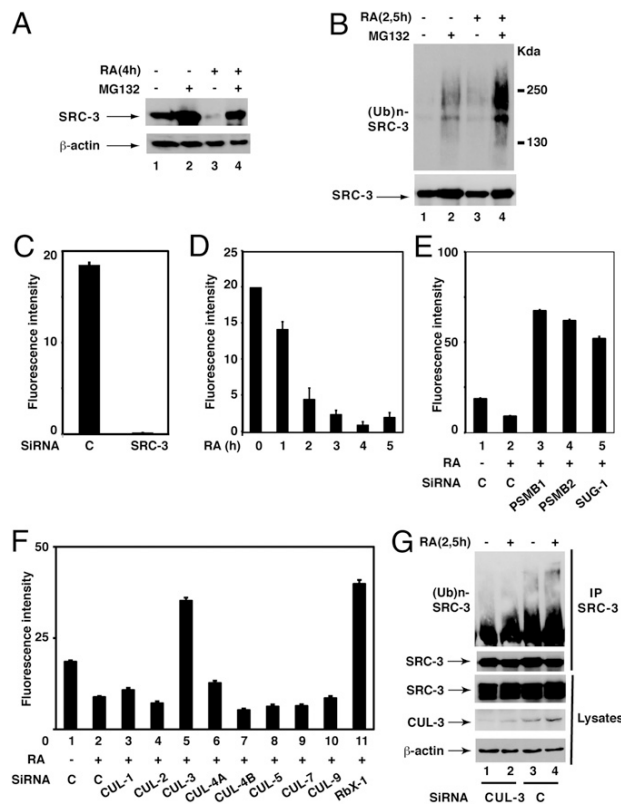 A
RA(4h) - - + +
MG132 - + - +
SRC-3
β-actin
1 2 3 4
B
RA(2,5h) - - + +
MG132 - + - +
Kda
(Ub)n-
SRC-3
250
130
SRC-3
1 2 3 4
C
Fluorescence intensity
20
10
0
SiRNA C SRC-3
D
Fluorescence intensity
25
20
15
10
5
0
RA (h) 0 1 2 3 4 5
E
Fluorescence intensity
100
50
0
1 2 3 4 5
RA - + + + +
SiRNA C C PSMB1 PSMB2 SUG-1
F
Fluorescence intensity
50
25
0 1 2 3 4 5 6 7 8 9 10 11
RA - + + + + + + + + + +
SiRNA C C CUL-1 CUL-2 CUL-3 CUL-4A CUL-4B CUL-5 CUL-7 CUL-9 RbX-1
G
RA(2,5h) - + - +
(Ub)n-
SRC-3
IP
SRC-3
SRC-3
SRC-3
CUL-3
Lysates
β-actin
1 2 3 4
SiRNA CUL-3 C